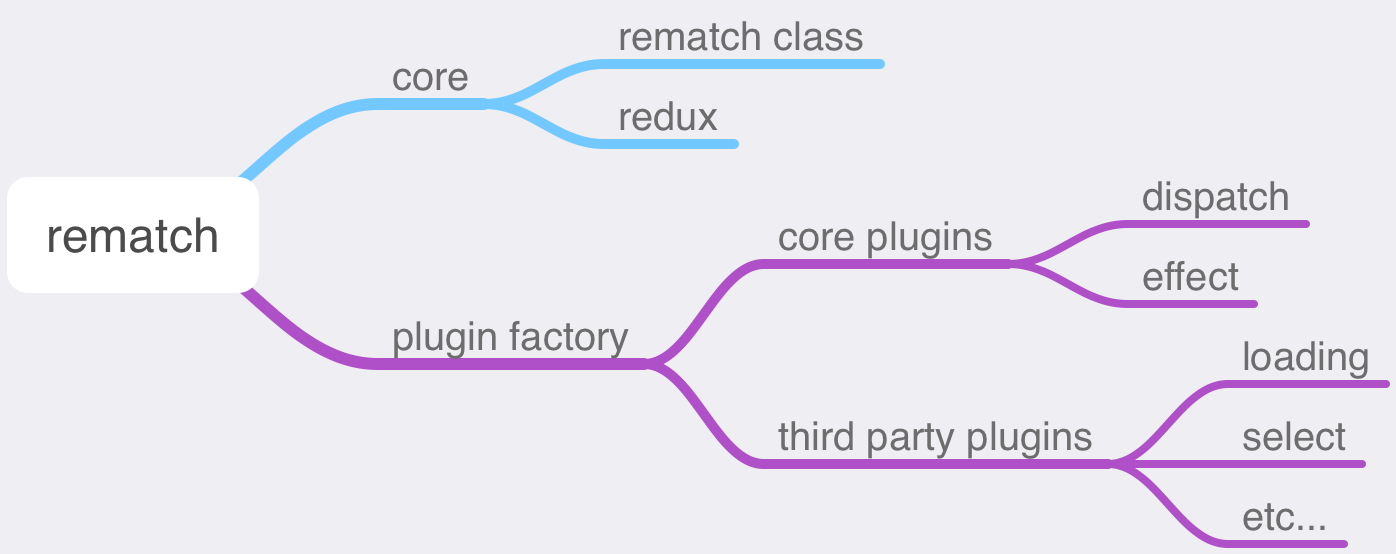 rematch class
core
redux
dispatch
rematch
core plugins
effect
plugin factory
loading
third party plugins
select
etc...